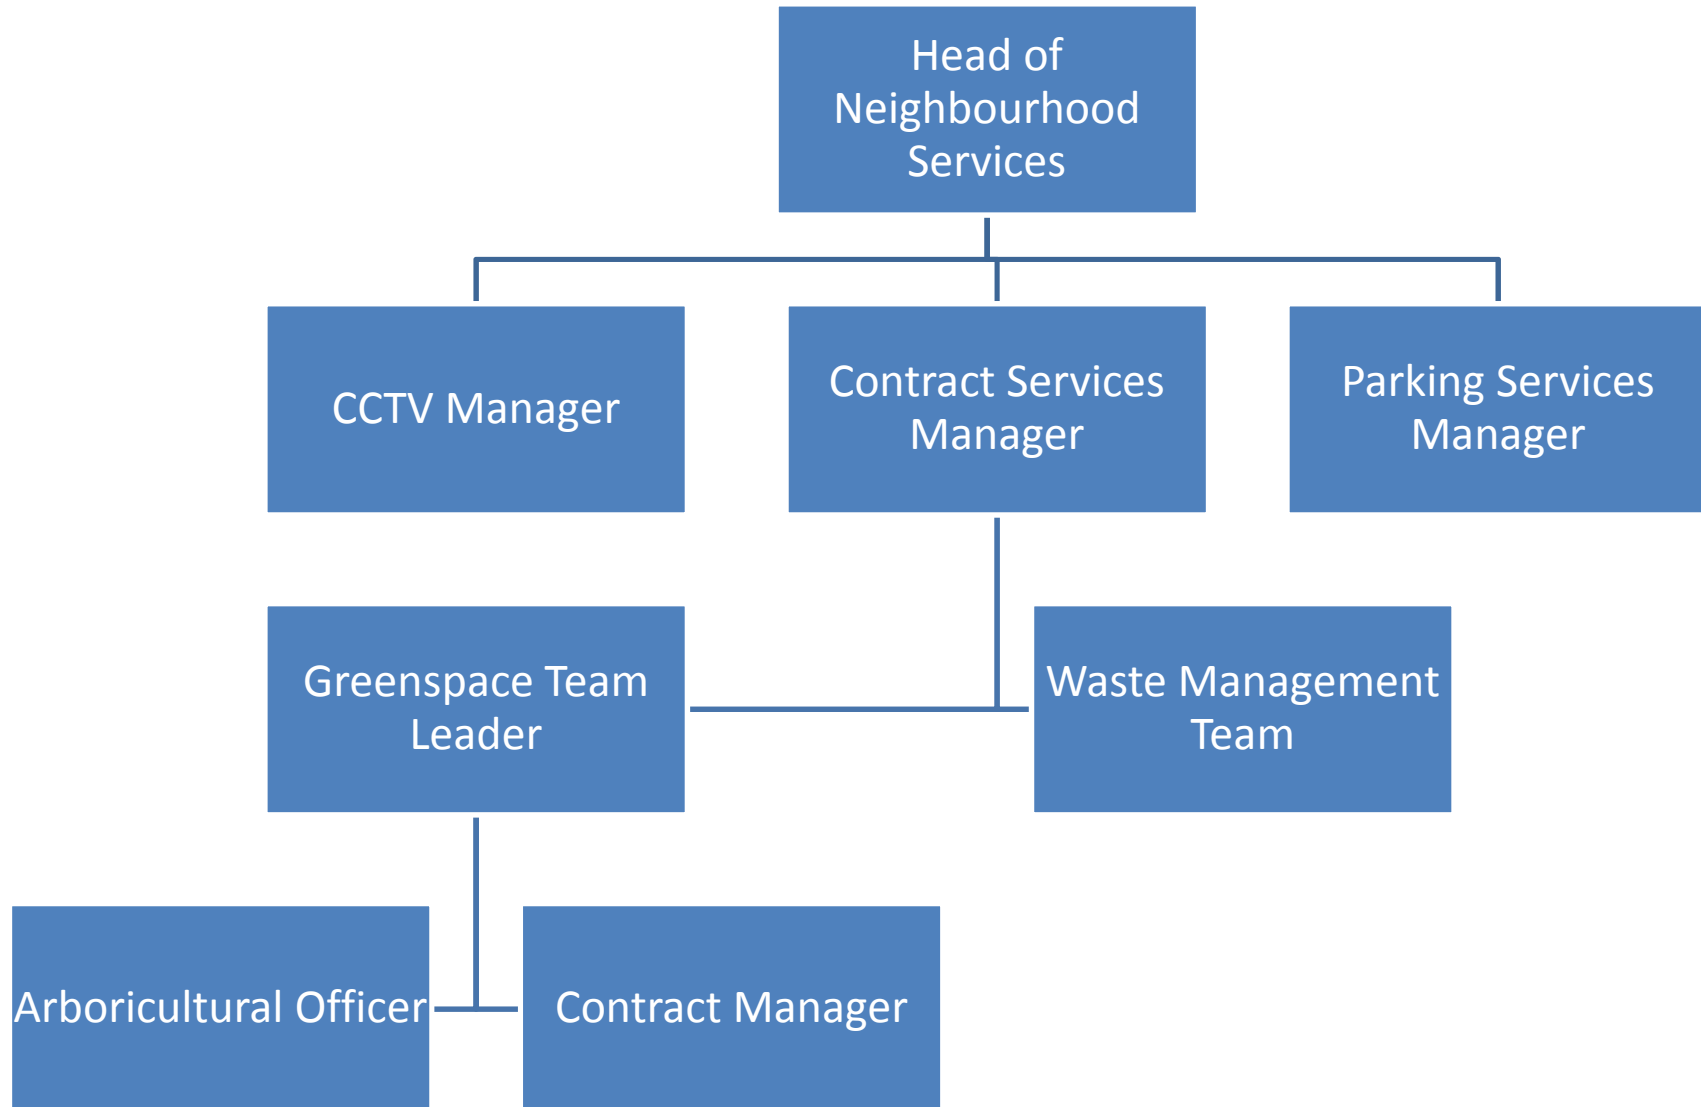 Head of
Neighbourhood
Services
CCTV Manager
Contract Services
Manager
Parking Services
Manager
Greenspace Team
Leader
Waste Management
Team
Arboricultural Officer
Contract Manager